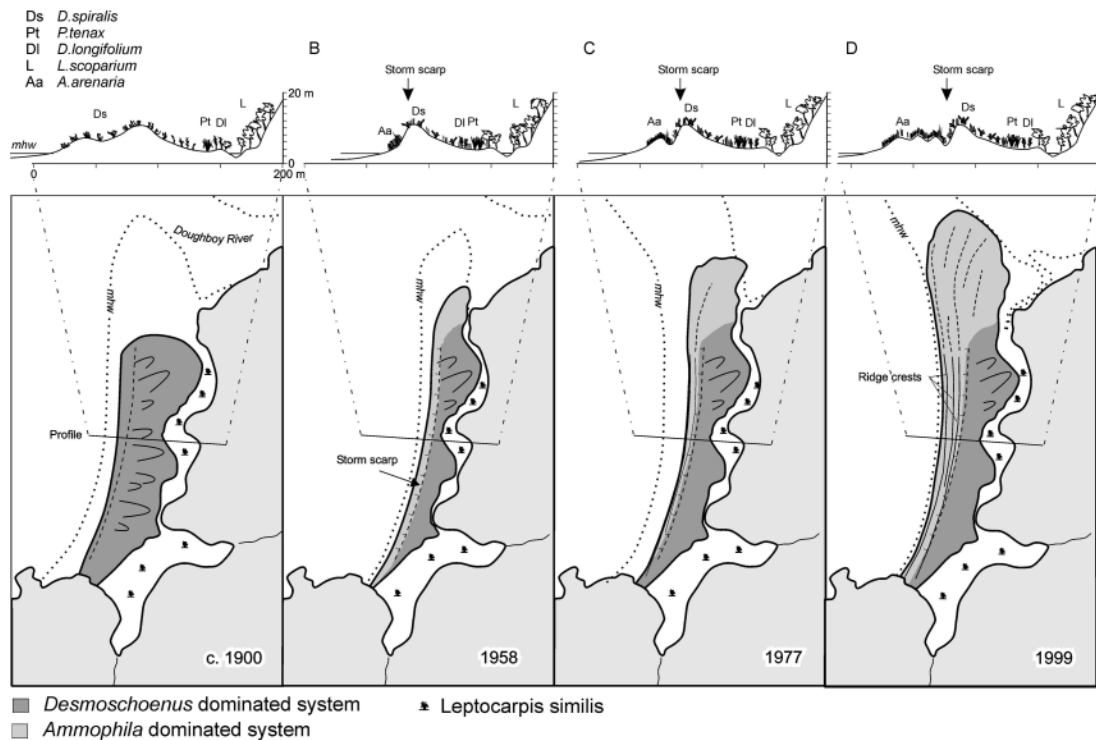 Ds D.spiralis
Pt P.tenax
Dl D.longifolium
L L.scoparium
Aa A.arenaria
B
C
D
Storm scarp
Storm scarp
Storm scarp
L
20 m
Ds
Pt Dl
mhw
0
0
200 m
Ds
Aa
Dl Pt
L
Aa
Ds
Pt Dl
L
Aa
Ds
Pt Dl
L
Doughboy River
mhw
Profile
c. 1900
mhw
Storm scarp
1958
mhw
1977
mhw
Ridge crests
1999
Desmoschoenus dominated system
Leptocarpis similis
Ammophila dominated system